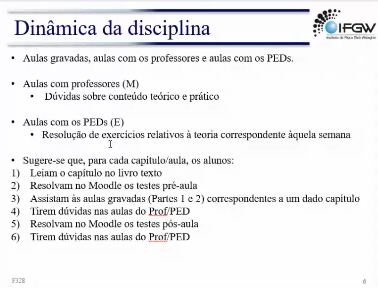 Dinâmica da disciplina
IFGW
• Aulas gravadas, aulas com os professores e aulas com os PEDs.
• Aulas com professores (M)
• Dúvidas sobre conteúdo teórico e prático
• Aulas com os PEDs (E)
• Resolução de exercícios relativos à teoria correspondente àquela semana
• Sugere-se que, para cada capítulo/aula, os alunos:
1) Leiam o capítulo no livro texto
2) Resolvam no Moodle os testes pré-aula
3) Assistam às aulas gravadas (Partes 1 e 2) correspondentes a um dado capítulo
4) Tirem dúvidas nas aulas do Prof/PED
5) Resolvam no Moodle os testes pós-aula
6) Tirem dúvidas nas aulas do Prof/PED
F328
6